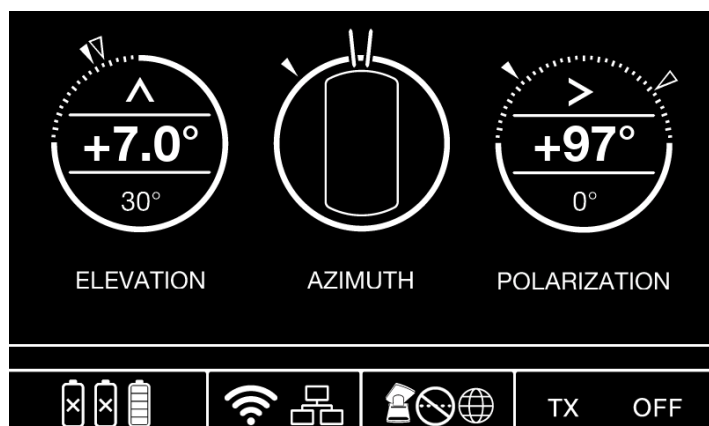 +7.0°
30°
+97°
0°
ELEVATION AZIMUTH POLARIZATION
TX OFF